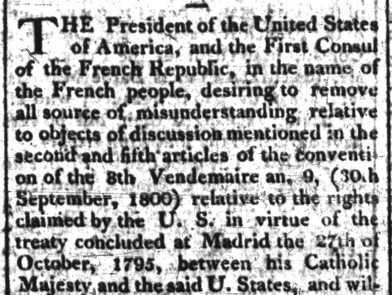 THE President of the United States
of America, and the First Consul
of the French Republic, in the name of
the French people, desiring to remove
all source of misunderstanding relative
to objects of discussion mentioned in the
second and fifth articles of the conventi-
on of the 8th Vendemaire an. 9, (30th
September, 1800) relative to the rights
claimed by the U. S. in virtue of the
treaty concluded at Madrid the 27th of
October, 1795, between his Catholic
Majesty and the said U. States, and wil-